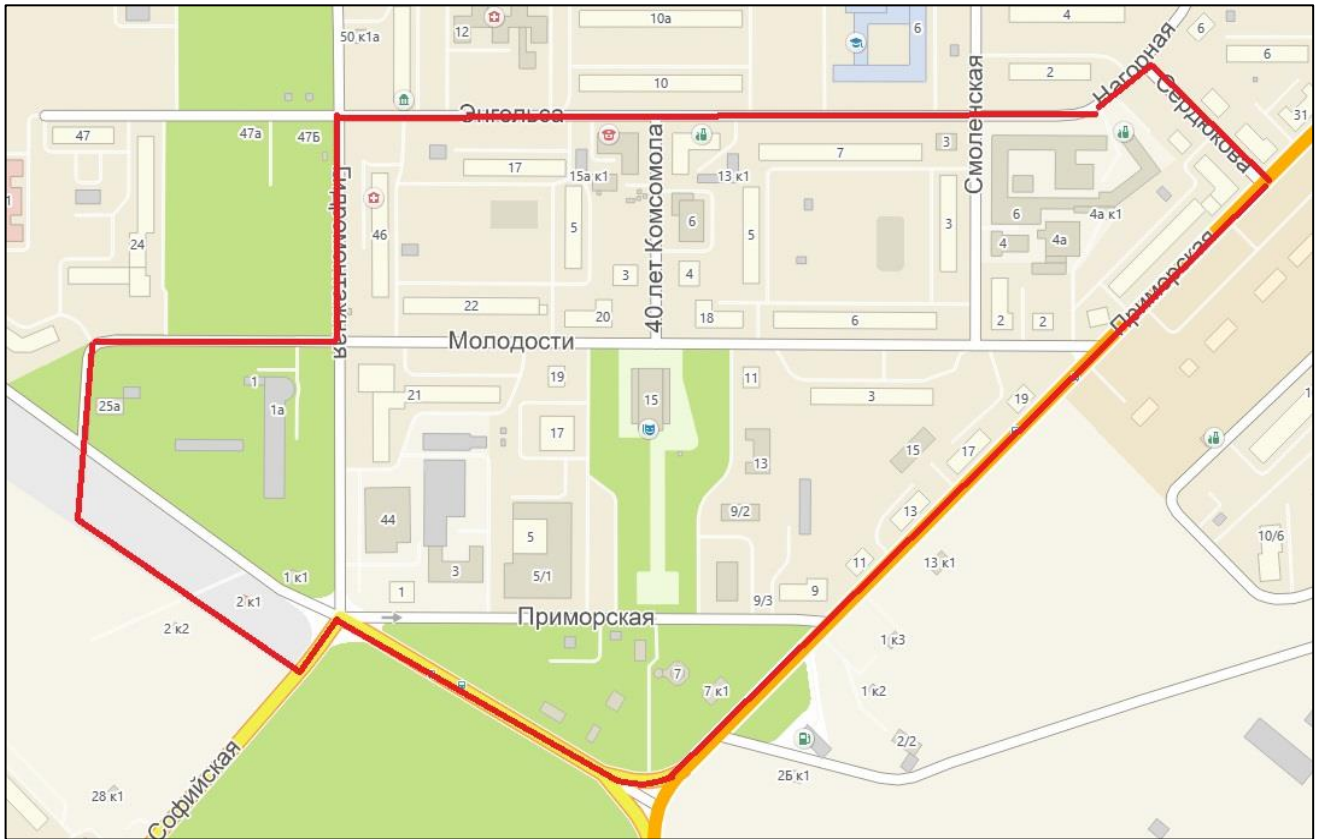 4
10а
12
6
6
50 к1а
6
2
10
Нагорная
Энгельса
Сердюкова
31
47
47а
47Б
40 лет Комсомола
Смоленская
7
3
17
15а к1
13 к1
Гидрометкижская
46
5
6
5
3
6
4а к1
4
4а
24
3
4
22
20
18
6
2
2
Приморская
Молодости
1
25а
1а
21
19
15
11
3
19
17
17
15
13
44
5
9/2
13
10/6
3
5/1
11
13 к1
1 к1
2 к1
1
9/3
9
2 к2
Приморская
1 к3
7
7 к1
1 к2
2/2
2Б к1
Софийская
28 к1